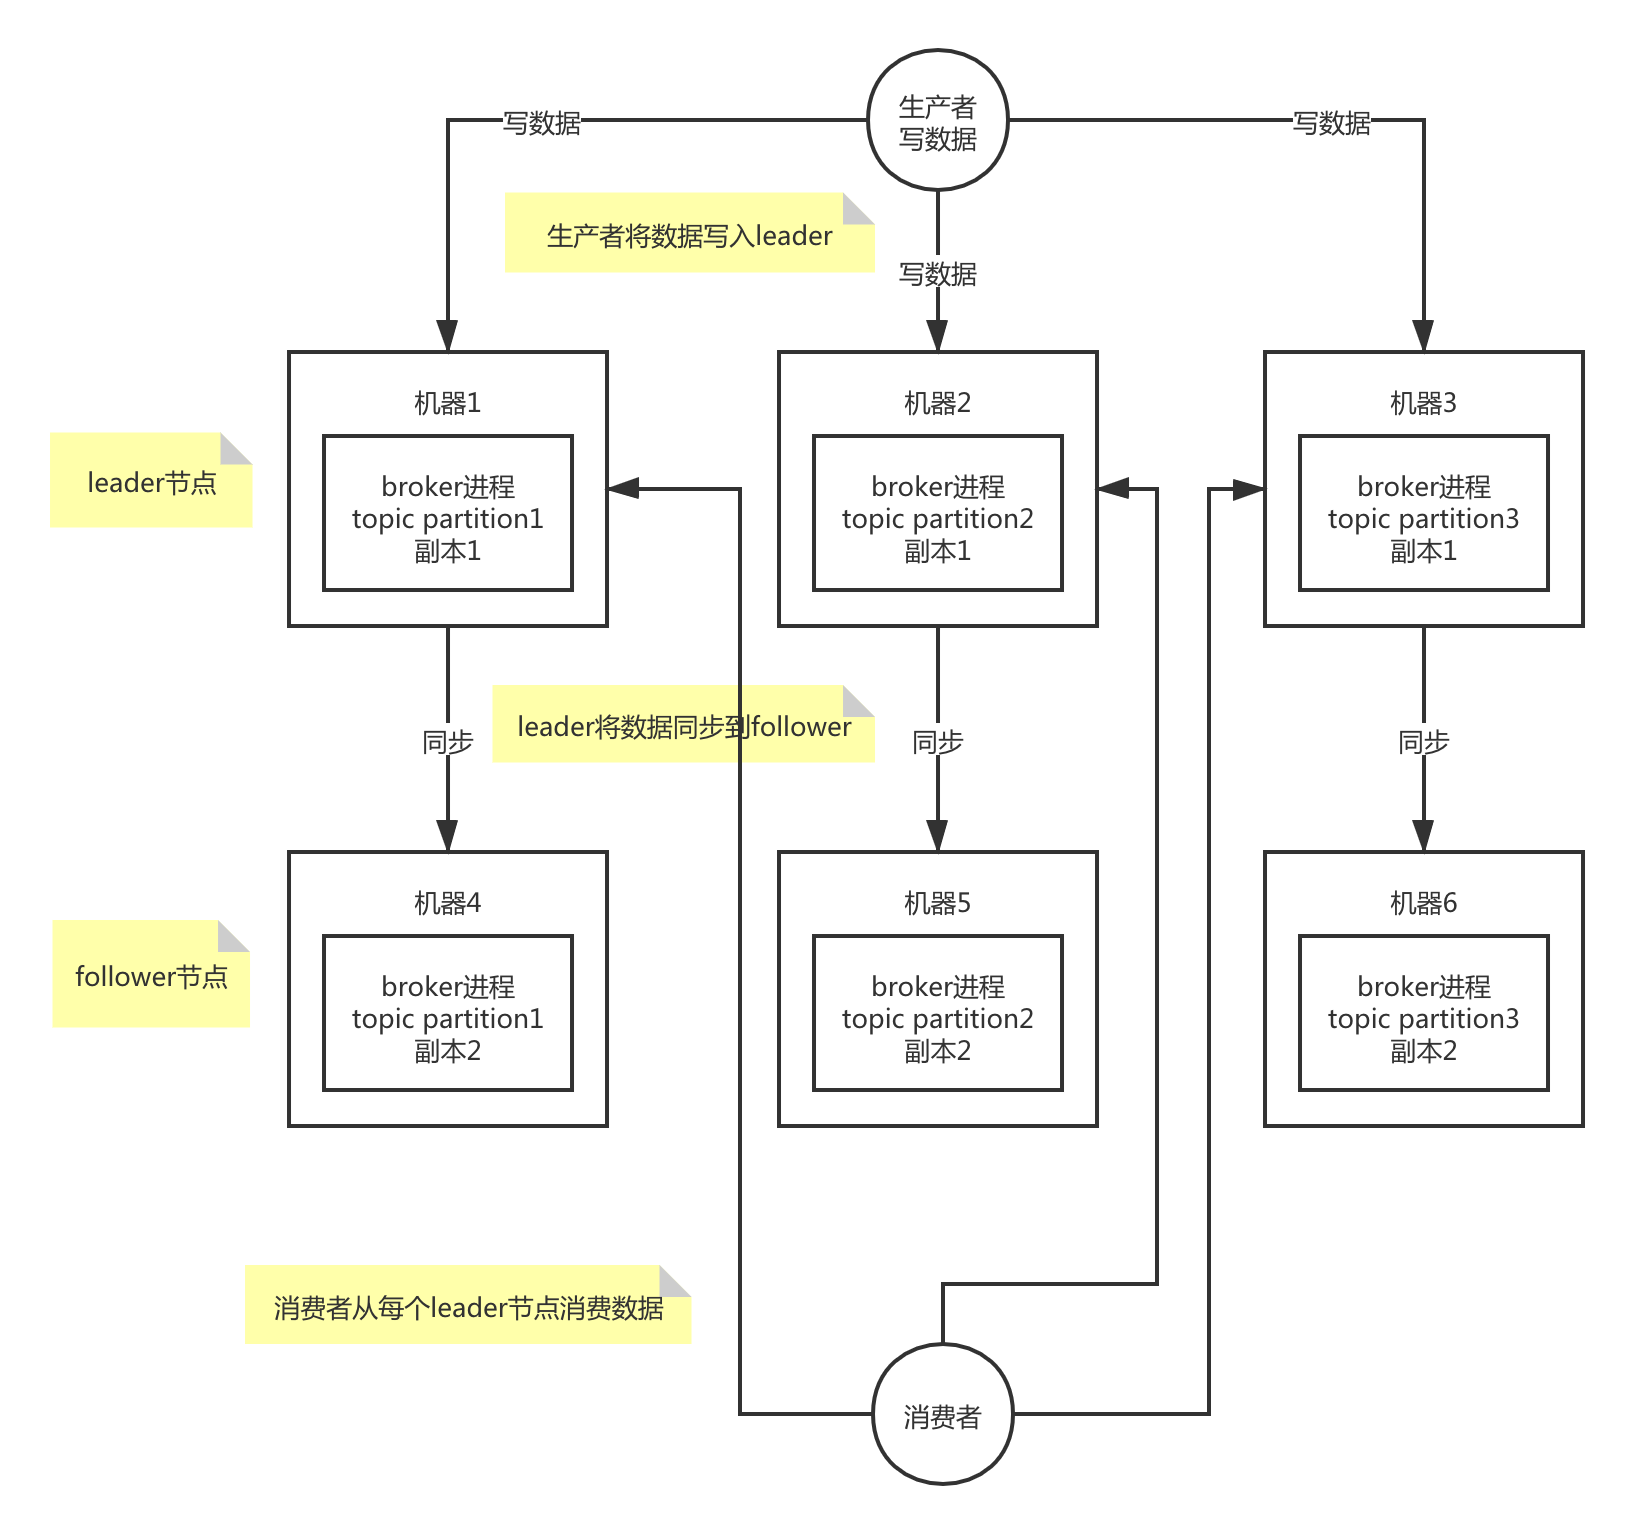 生产者
写数据
写数据
写数据
生产者将数据写入leader
写数据
机器1
机器2
机器3
leader节点
broker进程
topic partition1
副本1
broker进程
topic partition2
副本1
broker进程
topic partition3
副本1
leader将数据同步到follower
同步
同步
同步
机器4
机器5
机器6
follower节点
broker进程
topic partition1
副本2
broker进程
topic partition2
副本2
broker进程
topic partition3
副本2
消费者从每个leader节点消费数据
消费者